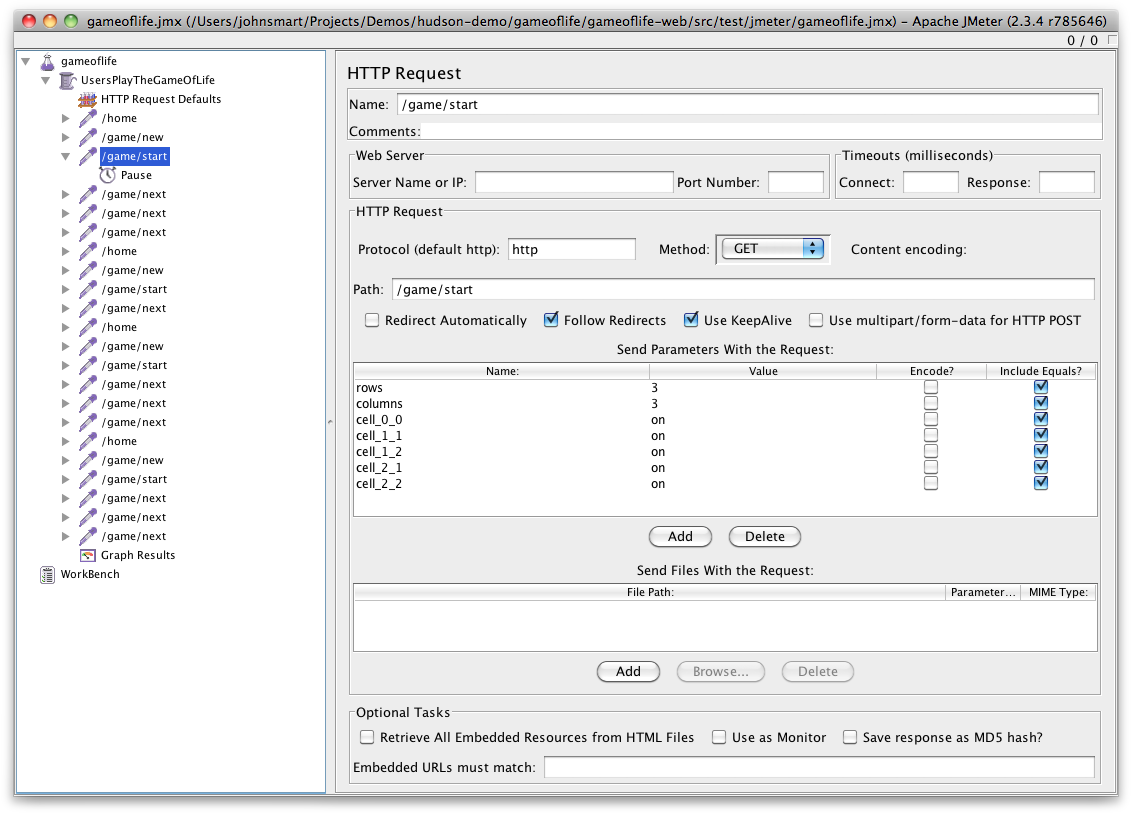 gameoflife.jmx (/Users/johnsmart/Projects/Demos/hudson-demo/gameoflife/gameoflife-web/src/test/jmeter/gameoflife.jmx) – Apache JMeter (2.3.4 r785646)
0 / 0
gameoflife
UsersPlayTheGameOfLife
HTTP Request Defaults
/home
/game/new
/game/start
Pause
/game/next
/game/next
/game/next
/home
/game/new
/game/start
/game/next
/home
/game/new
/game/start
/game/next
/game/next
/game/next
/home
/game/new
/game/start
/game/next
/game/next
/game/next
Graph Results
WorkBench
HTTP Request
Name: /game/start
Comments:
Web Server
Server Name or IP: Port Number:
Timeouts (milliseconds)
Connect: Response:
HTTP Request
Protocol (default http): http Method: GET Content encoding:
Path: /game/start
Redirect Automatically Follow Redirects Use KeepAlive Use multipart/form-data for HTTP POST
Send Parameters With the Request:
Name: Value Encode? Include Equals?
rows 3
columns 3
cell_0_0 on
cell_1_1 on
cell_1_2 on
cell_2_1 on
cell_2_2 on
Add Delete
Send Files With the Request:
File Path: Parameter... MIME Type:
Add Browse... Delete
Optional Tasks
Retrieve All Embedded Resources from HTML Files Use as Monitor Save response as MD5 hash?
Embedded URLs must match: